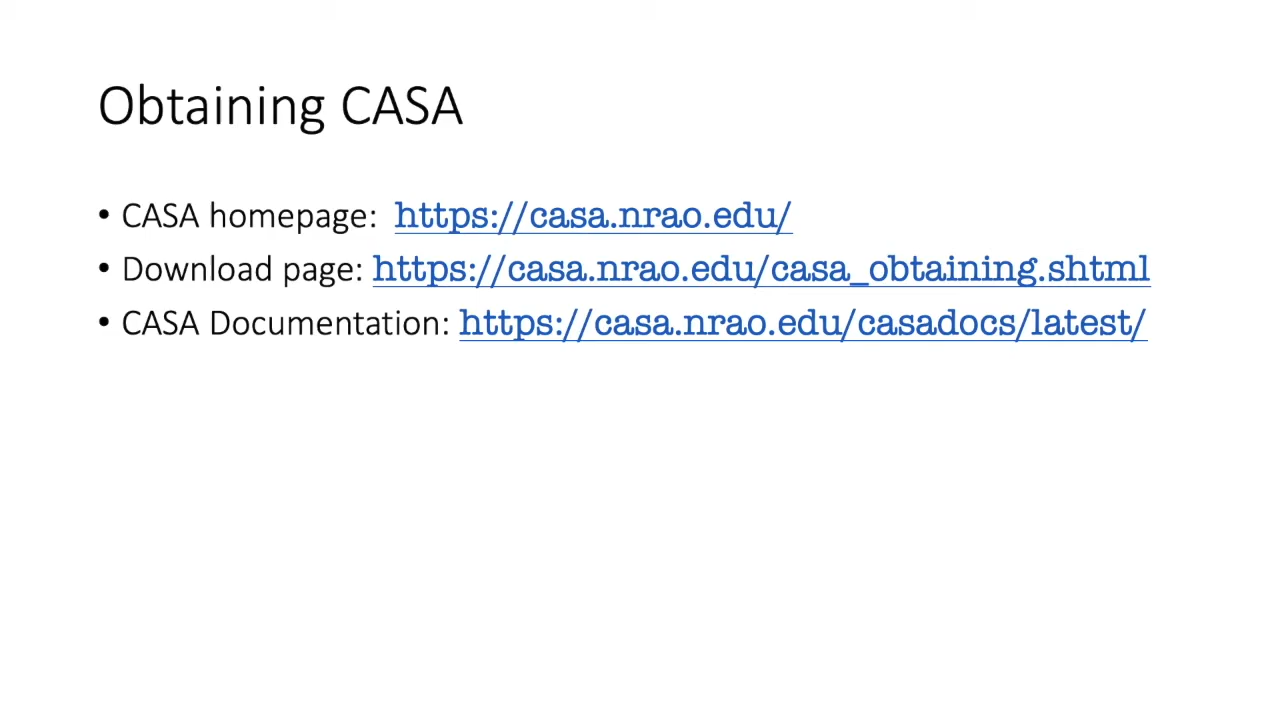 Obtaining CASA
• CASA homepage: https://casa.nrao.edu/
• Download page: https://casa.nrao.edu/casa_obtaining.shtml
• CASA Documentation: https://casa.nrao.edu/casadocs/latest/